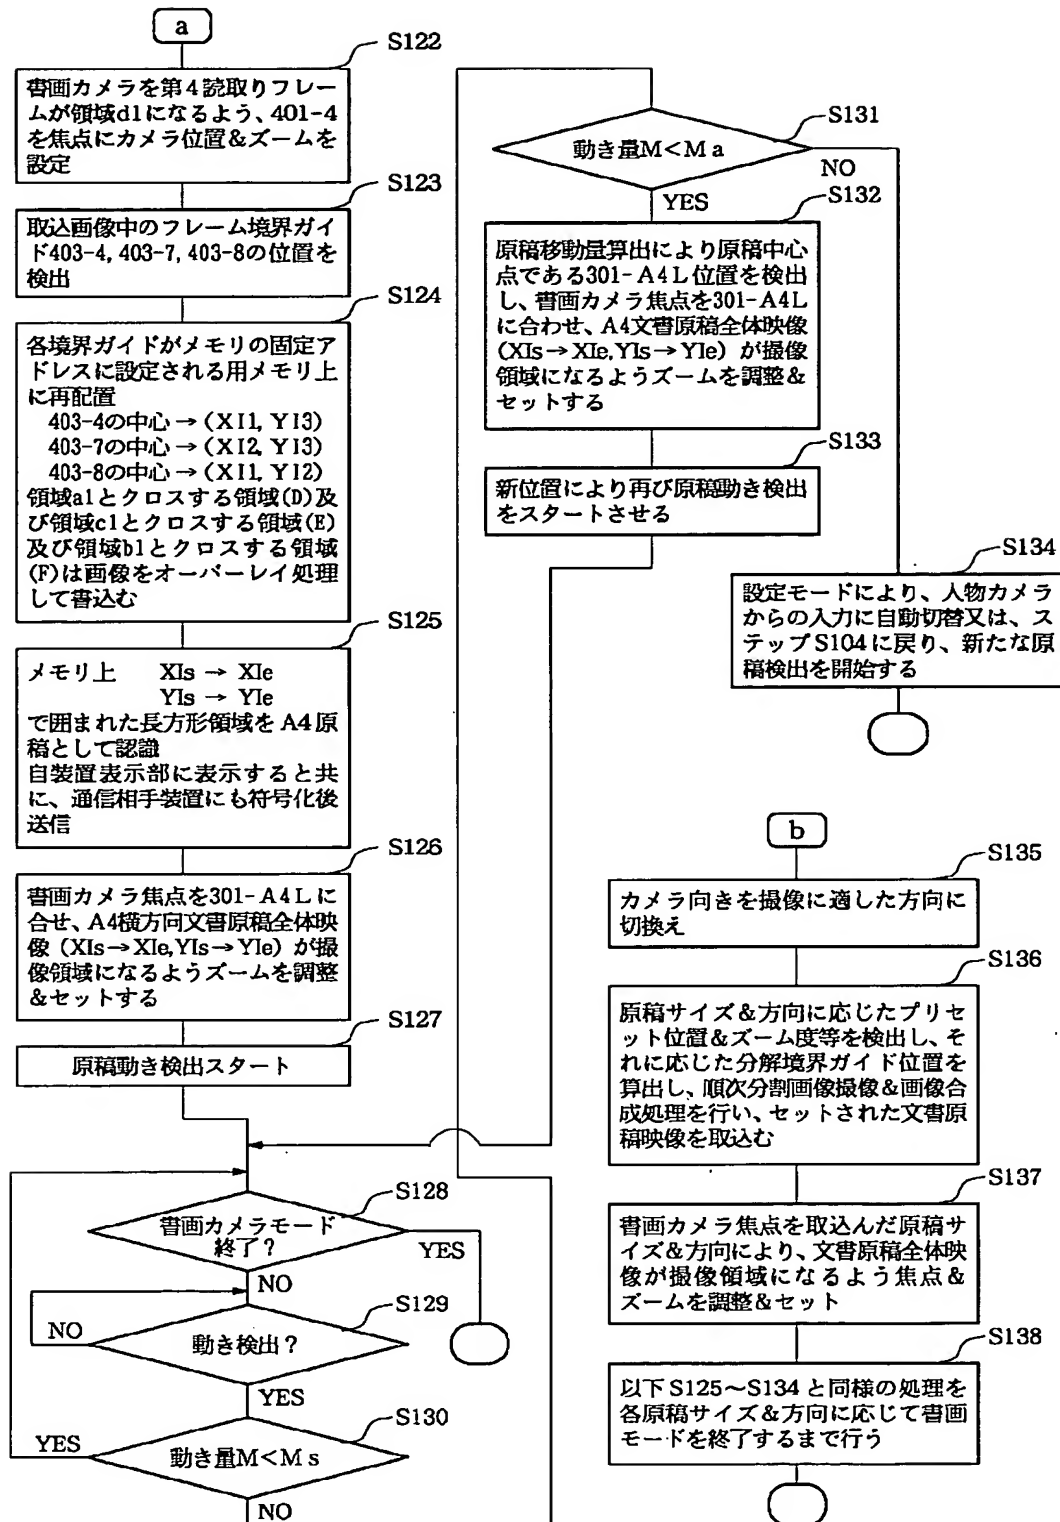 a
S122
書画カメラを第4読取りフレー
ムが領域d1になるよう、401-4
を焦点にカメラ位置&ズームを
設定
S123
取込画像中のフレーム境界ガイ
ド403-4, 403-7, 403-8の位置を
検出
S124
各境界ガイドがメモリの固定ア
ドレスに設定される用メモリ上
に再配置
403-4の中心→(XI1, YI3)
403-7の中心→(XI2, YI3)
403-8の中心→(XI1, YI2)
領域a1とクロスする領域(D)及
び領域c1とクロスする領域(E)
及び領域b1とクロスする領域
(F)は画像をオーバーレイ処理
して書込む
S125
メモリ上 XIs → XIe
YIs → YIe
で囲まれた長方形領域をA4原
稿として認識
自装置表示部に表示すると共
に、通信相手装置にも符号化後
送信
S126
書画カメラ焦点を301-A4Lに
合せ、A4横方向文書原稿全体映
像(XIs→XIe,YIs→YIe)が撮
像領域になるようズームを調整
&セットする
S127
原稿動き検出スタート
S128
書画カメラモード
終了?
YES
NO
S129
動き検出?
NO
YES
S130
動き量M<Ms
YES
NO
S131
動き量M<Ma
NO
YES
S132
原稿移動量算出により原稿中心
点である301-A4L位置を検出
し、書画カメラ焦点を301-A4L
に合わせ、A4文書原稿全体映像
(XIs→XIe,YIs→YIe)が撮像
領域になるようズームを調整&
セットする
S133
新位置により再び原稿動き検出
をスタートさせる
S134
設定モードにより、人物カメラ
からの入力に自動切替又は、ス
テップS104に戻り、新たな原
稿検出を開始する
b
S135
カメラ向きを撮像に適した方向に
切換え
S136
原稿サイズ&方向に応じたプリセ
ット位置&ズーム度等を検出し、そ
れに応じた分解境界ガイド位置を
算出し、順次分割画像撮像&画像合
成処理を行い、セットされた文書原
稿映像を取込む
S137
書画カメラ焦点を取込んだ原稿サ
イズ&方向により、文書原稿全体映
像が撮像領域になるよう焦点&
ズームを調整&セット
S138
以下S125~S134と同様の処理を
各原稿サイズ&方向に応じて書画
モードを終了するまで行う